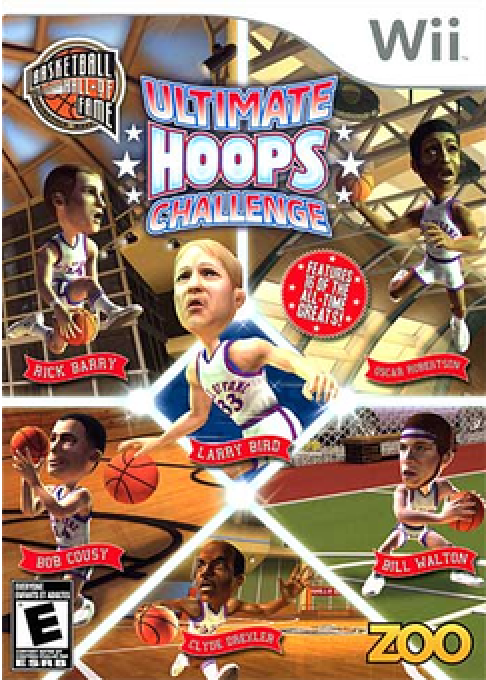 Wii
BASKETBALL
HALL-OF
FAME
ULTIMATE
HOOPS
CHALLENGE
FEATURES
16 OF THE
ALL-TIME
GREATS!
RICK BARRY
OSCAR ROBERTSON
33
LARRY BIRD
BOB COUSY
BILL WALTON
CLYDE DREXLER
EVERYONE
E
ESRB
ZOO